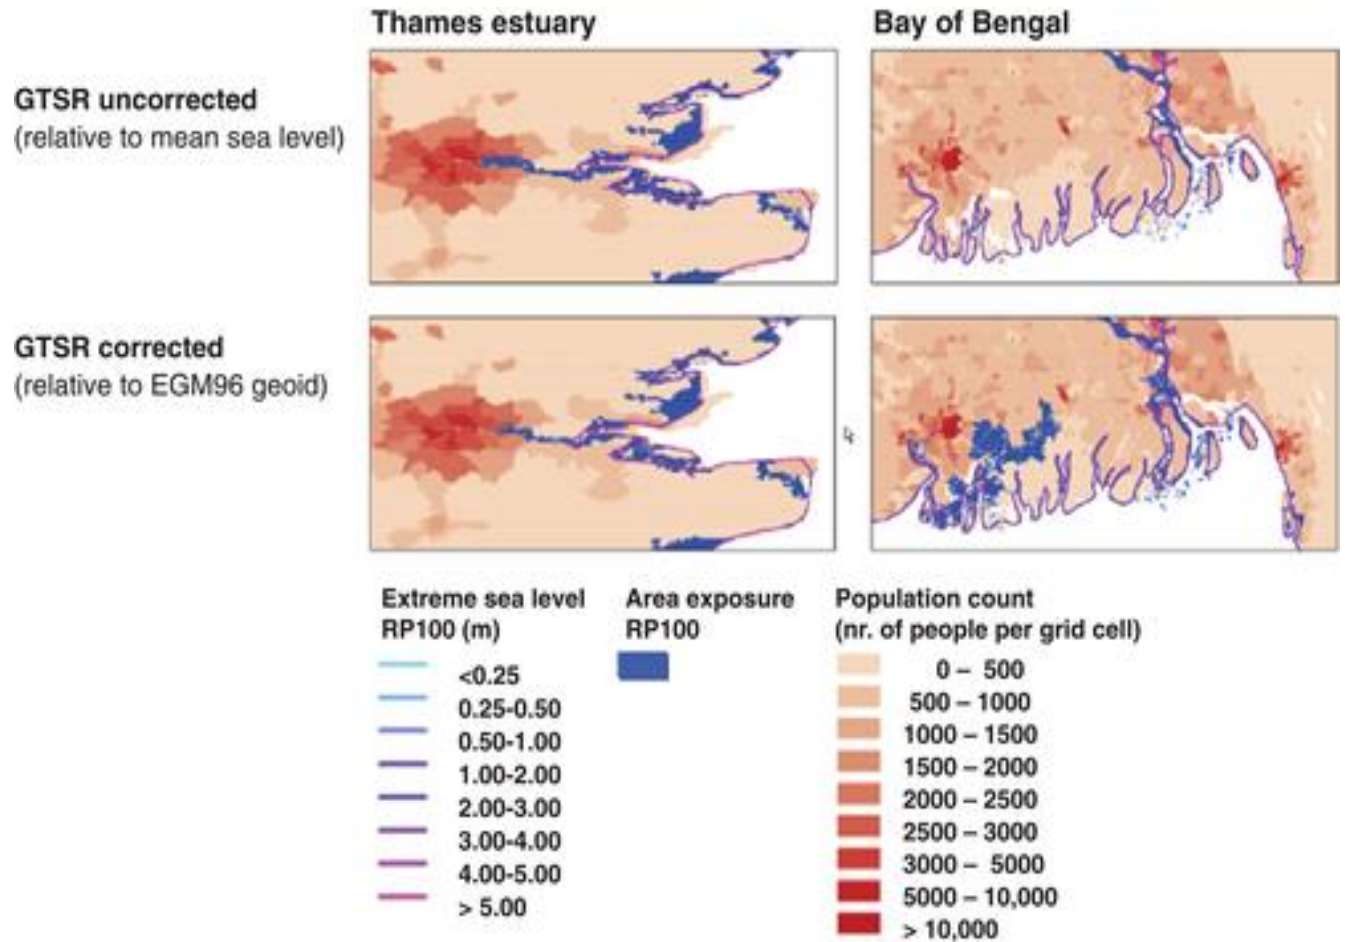 Thames estuary
Bay of Bengal
GTSR uncorrected
(relative to mean sea level)
GTSR corrected
(relative to EGM96 geoid)
Extreme sea level
RP100 (m)
<0.25
0.25-0.50
0.50-1.00
1.00-2.00
2.00-3.00
3.00-4.00
4.00-5.00
> 5.00
Area exposure
RP100
Population count
(nr. of people per grid cell)
0 – 500
500 – 1000
1000 – 1500
1500 – 2000
2000 – 2500
2500 – 3000
3000 – 5000
5000 – 10,000
> 10,000